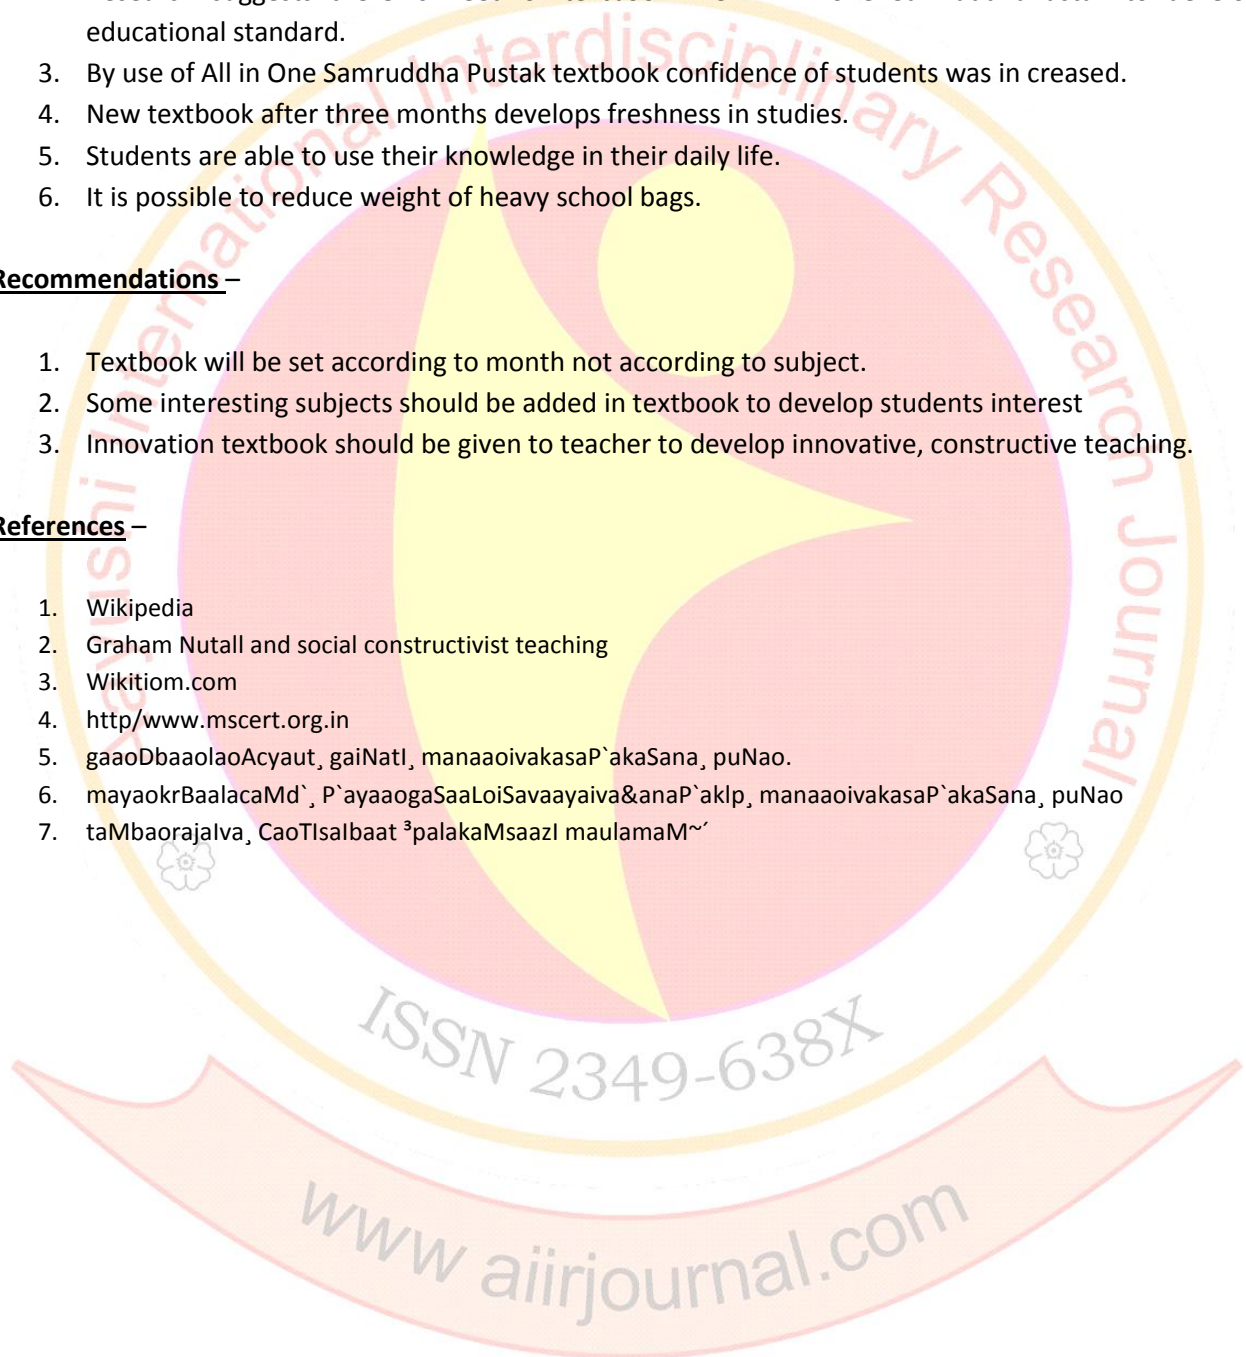 educational standard.
3. By use of All in One Samruddha Pustak textbook confidence of students was in creased.
4. New textbook after three months develops freshness in studies.
5. Students are able to use their knowledge in their daily life.
6. It is possible to reduce weight of heavy school bags.
Recommendations –
1. Textbook will be set according to month not according to subject.
2. Some interesting subjects should be added in textbook to develop students interest
3. Innovation textbook should be given to teacher to develop innovative, constructive teaching.
References –
1. Wikipedia
2. Graham Nutall and social constructivist teaching
3. Wikitiom.com
4. http/www.mscert.org.in
5. gaaoDbaaolaoAcyaut¸ gaiNatI¸ manaaoivakasaP`akaSana¸ puNao.
6. mayaokrBaalacaMd`¸ P`ayaaogaSaaLoiSavaayaiva&anaP`aklp¸ manaaoivakasaP`akaSana¸ puNao
7. taMbaorajaIva¸ CaoTIsaIbaat ³palakaMsaazI maulamaM~´
Aayushi International Interdisciplinary Research Journal
ISSN 2349-638X
www aiirjournal.com